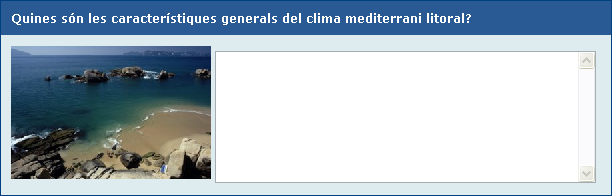 Quines són les característiques generals del clima mediterrani litoral?